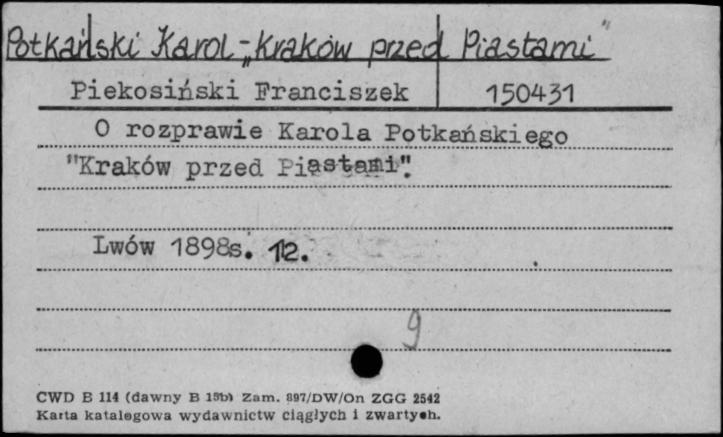 Potkański Karol-„Kraków przed Piastami"
Piekosiński Franciszek 150431
O rozprawie Karola Potkańskiego
"Kraków przed Piastami".
Lwów 1898s. 12.
9
CWD B 114 (dawny B 15b) Zam. 897/DW/On ZGG 2542
Karta katalogowa wydawnictw ciągłych i zwartych.